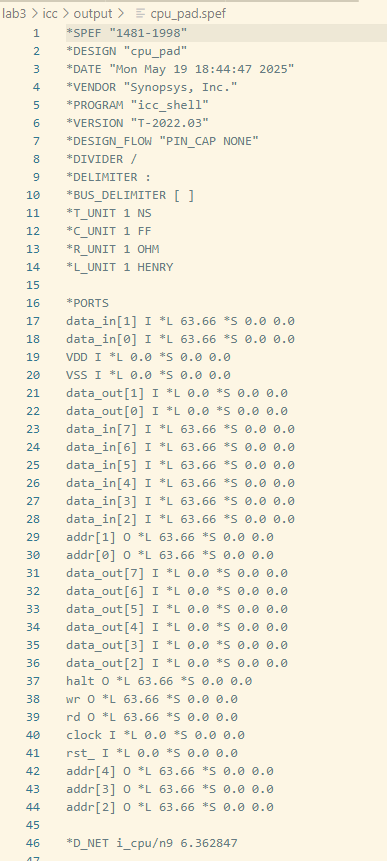 lab3 > icc > output > cpu_pad.spef
1 *SPEF "1481-1998"
2 *DESIGN "cpu_pad"
3 *DATE "Mon May 19 18:44:47 2025"
4 *VENDOR "Synopsys, Inc."
5 *PROGRAM "icc_shell"
6 *VERSION "T-2022.03"
7 *DESIGN_FLOW "PIN_CAP NONE"
8 *DIVIDER /
9 *DELIMITER :
10 *BUS_DELIMITER [ ]
11 *T_UNIT 1 NS
12 *C_UNIT 1 FF
13 *R_UNIT 1 OHM
14 *L_UNIT 1 HENRY
15
16 *PORTS
17 data_in[1] I *L 63.66 *S 0.0 0.0
18 data_in[0] I *L 63.66 *S 0.0 0.0
19 VDD I *L 0.0 *S 0.0 0.0
20 VSS I *L 0.0 *S 0.0 0.0
21 data_out[1] I *L 0.0 *S 0.0 0.0
22 data_out[0] I *L 0.0 *S 0.0 0.0
23 data_in[7] I *L 63.66 *S 0.0 0.0
24 data_in[6] I *L 63.66 *S 0.0 0.0
25 data_in[5] I *L 63.66 *S 0.0 0.0
26 data_in[4] I *L 63.66 *S 0.0 0.0
27 data_in[3] I *L 63.66 *S 0.0 0.0
28 data_in[2] I *L 63.66 *S 0.0 0.0
29 addr[1] O *L 63.66 *S 0.0 0.0
30 addr[0] O *L 63.66 *S 0.0 0.0
31 data_out[7] I *L 0.0 *S 0.0 0.0
32 data_out[6] I *L 0.0 *S 0.0 0.0
33 data_out[5] I *L 0.0 *S 0.0 0.0
34 data_out[4] I *L 0.0 *S 0.0 0.0
35 data_out[3] I *L 0.0 *S 0.0 0.0
36 data_out[2] I *L 0.0 *S 0.0 0.0
37 halt O *L 63.66 *S 0.0 0.0
38 wr O *L 63.66 *S 0.0 0.0
39 rd O *L 63.66 *S 0.0 0.0
40 clock I *L 0.0 *S 0.0 0.0
41 rst_ I *L 0.0 *S 0.0 0.0
42 addr[4] O *L 63.66 *S 0.0 0.0
43 addr[3] O *L 63.66 *S 0.0 0.0
44 addr[2] O *L 63.66 *S 0.0 0.0
45
46 *D_NET i_cpu/n9 6.362847